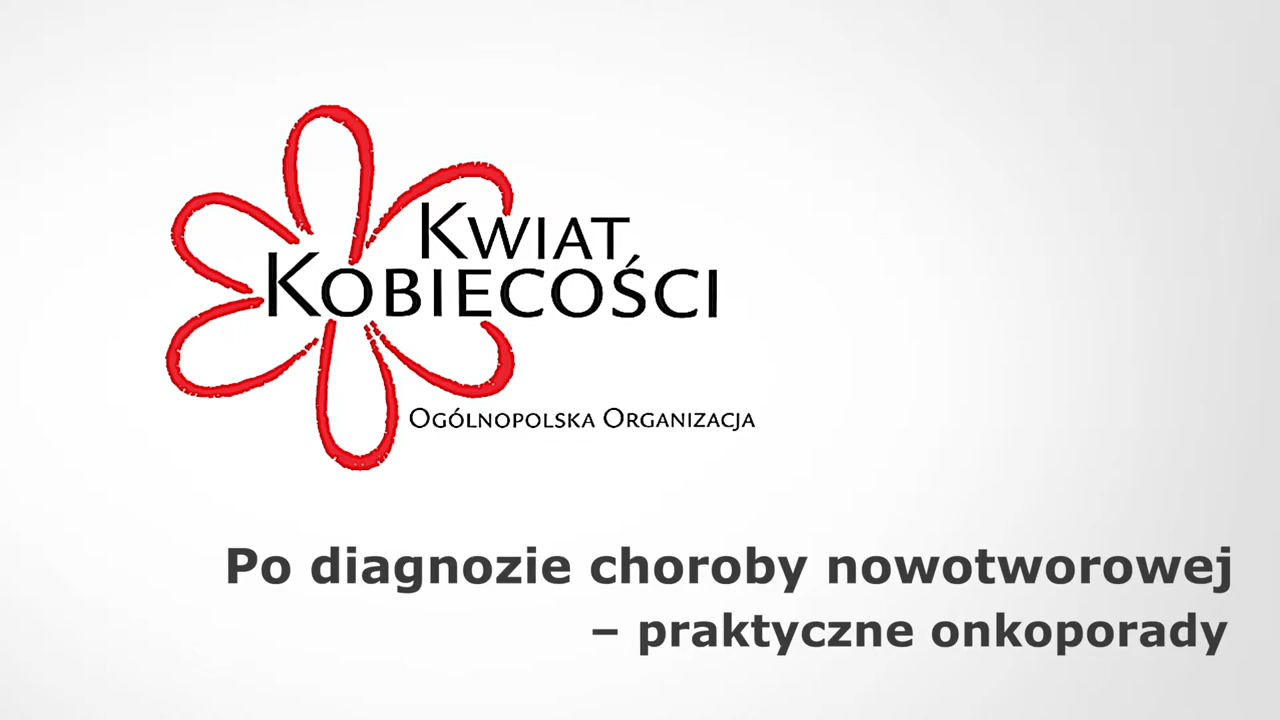 Kwiat
Kobiecości
Ogólnopolska Organizacja
Po diagnozie choroby nowotworowej
– praktyczne onkoporady